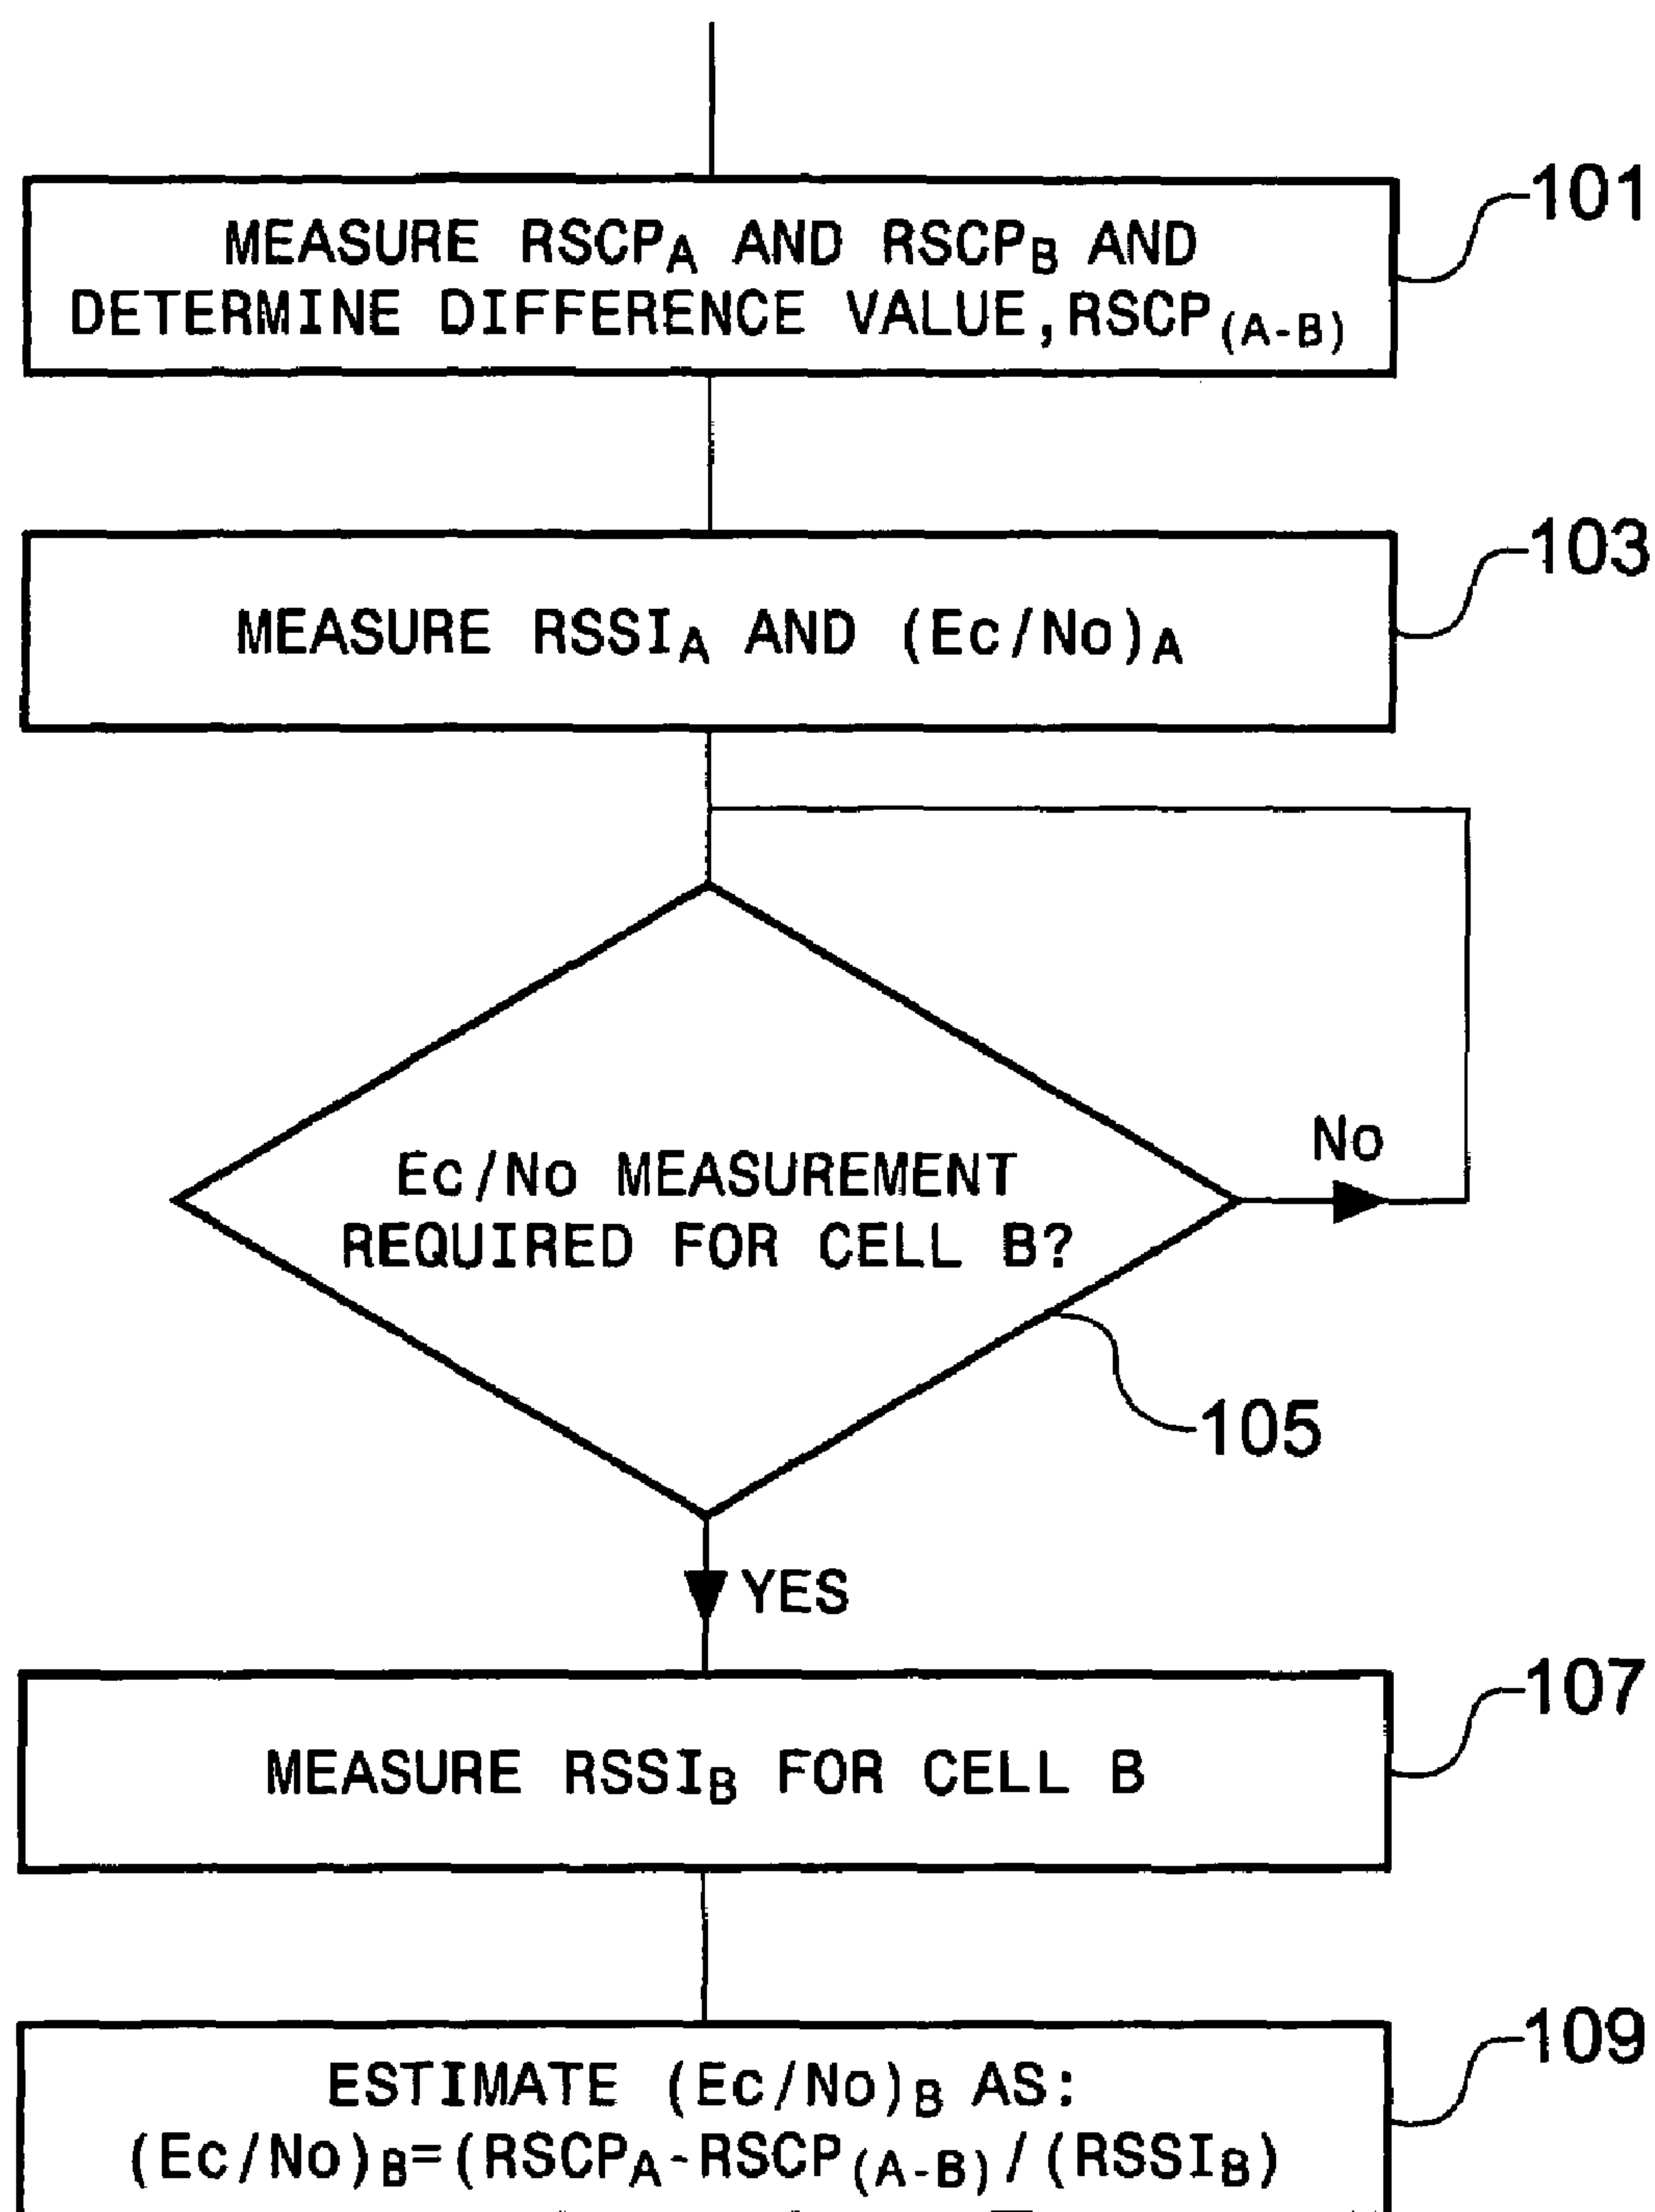 MEASURE RSCPA AND RSCPB AND
DETERMINE DIFFERENCE VALUE,RSCP(A-B)
101
MEASURE RSSIA AND (Ec/No)A
103
Ec/No MEASUREMENT
REQUIRED FOR CELL B?
No
105
YES
MEASURE RSSIB FOR CELL B
107
ESTIMATE (Ec/No)B AS:
(Ec/No)B=(RSCPA-RSCP(A-B)/(RSSIB)
109